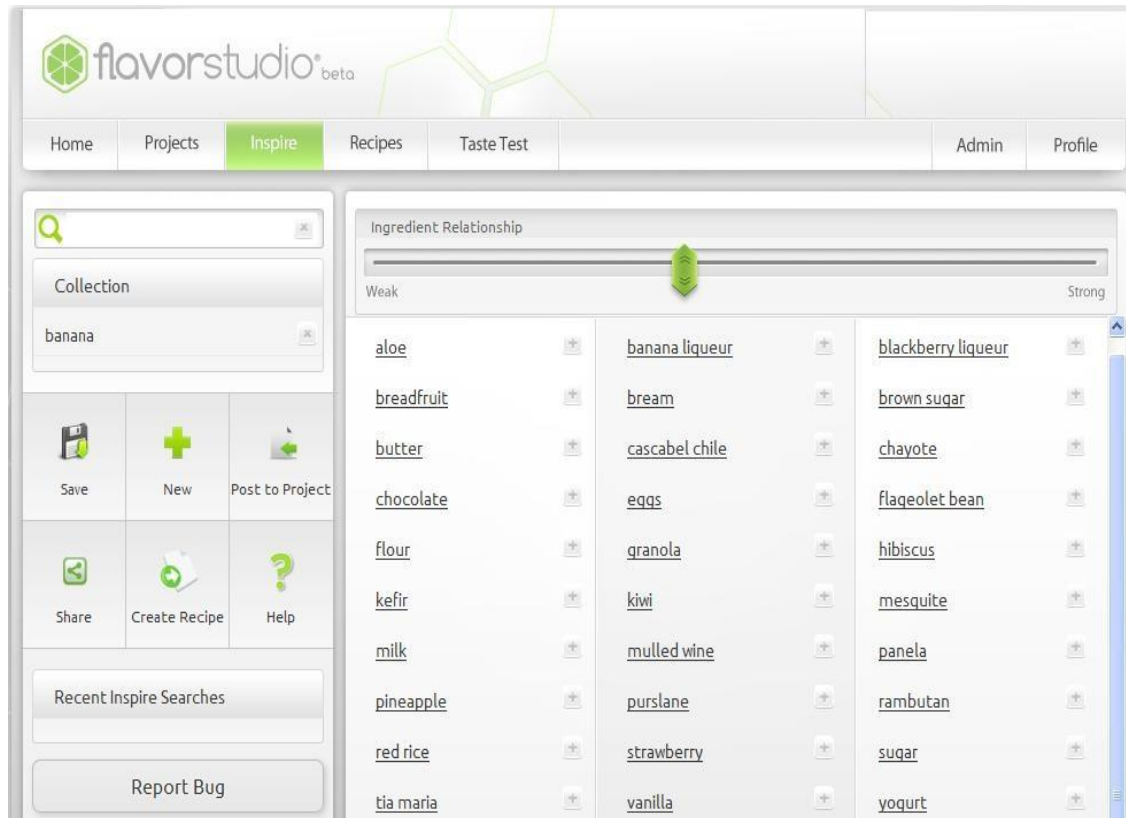 flavorstudio® beta
Home Projects Inspire Recipes Taste Test Admin Profile
Collection
banana
Save New Post to Project
Share Create Recipe Help
Recent Inspire Searches
Report Bug
Ingredient Relationship
Weak Strong
aloe banana liqueur blackberry liqueur
breadfruit bream brown sugar
butter cascabel chile chayote
chocolate eggs flageolet bean
flour granola hibiscus
kefir kiwi mesquite
milk mulled wine panela
pineapple purslane rambutan
red rice strawberry sugar
tia maria vanilla yogurt